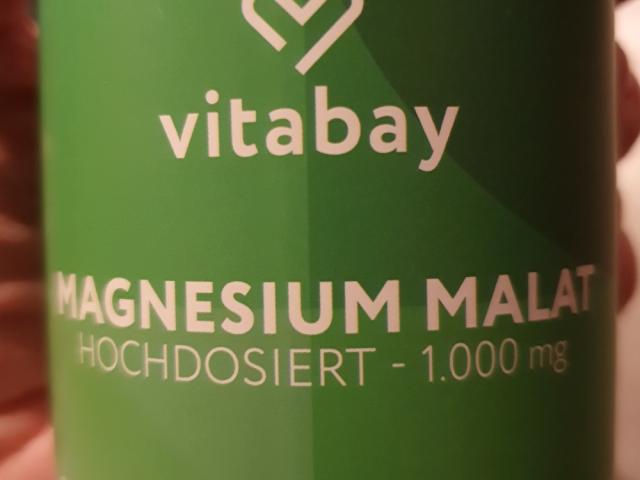 vitabay
MAGNESIUM MALAT
HOCHDOSIERT - 1.000 mg